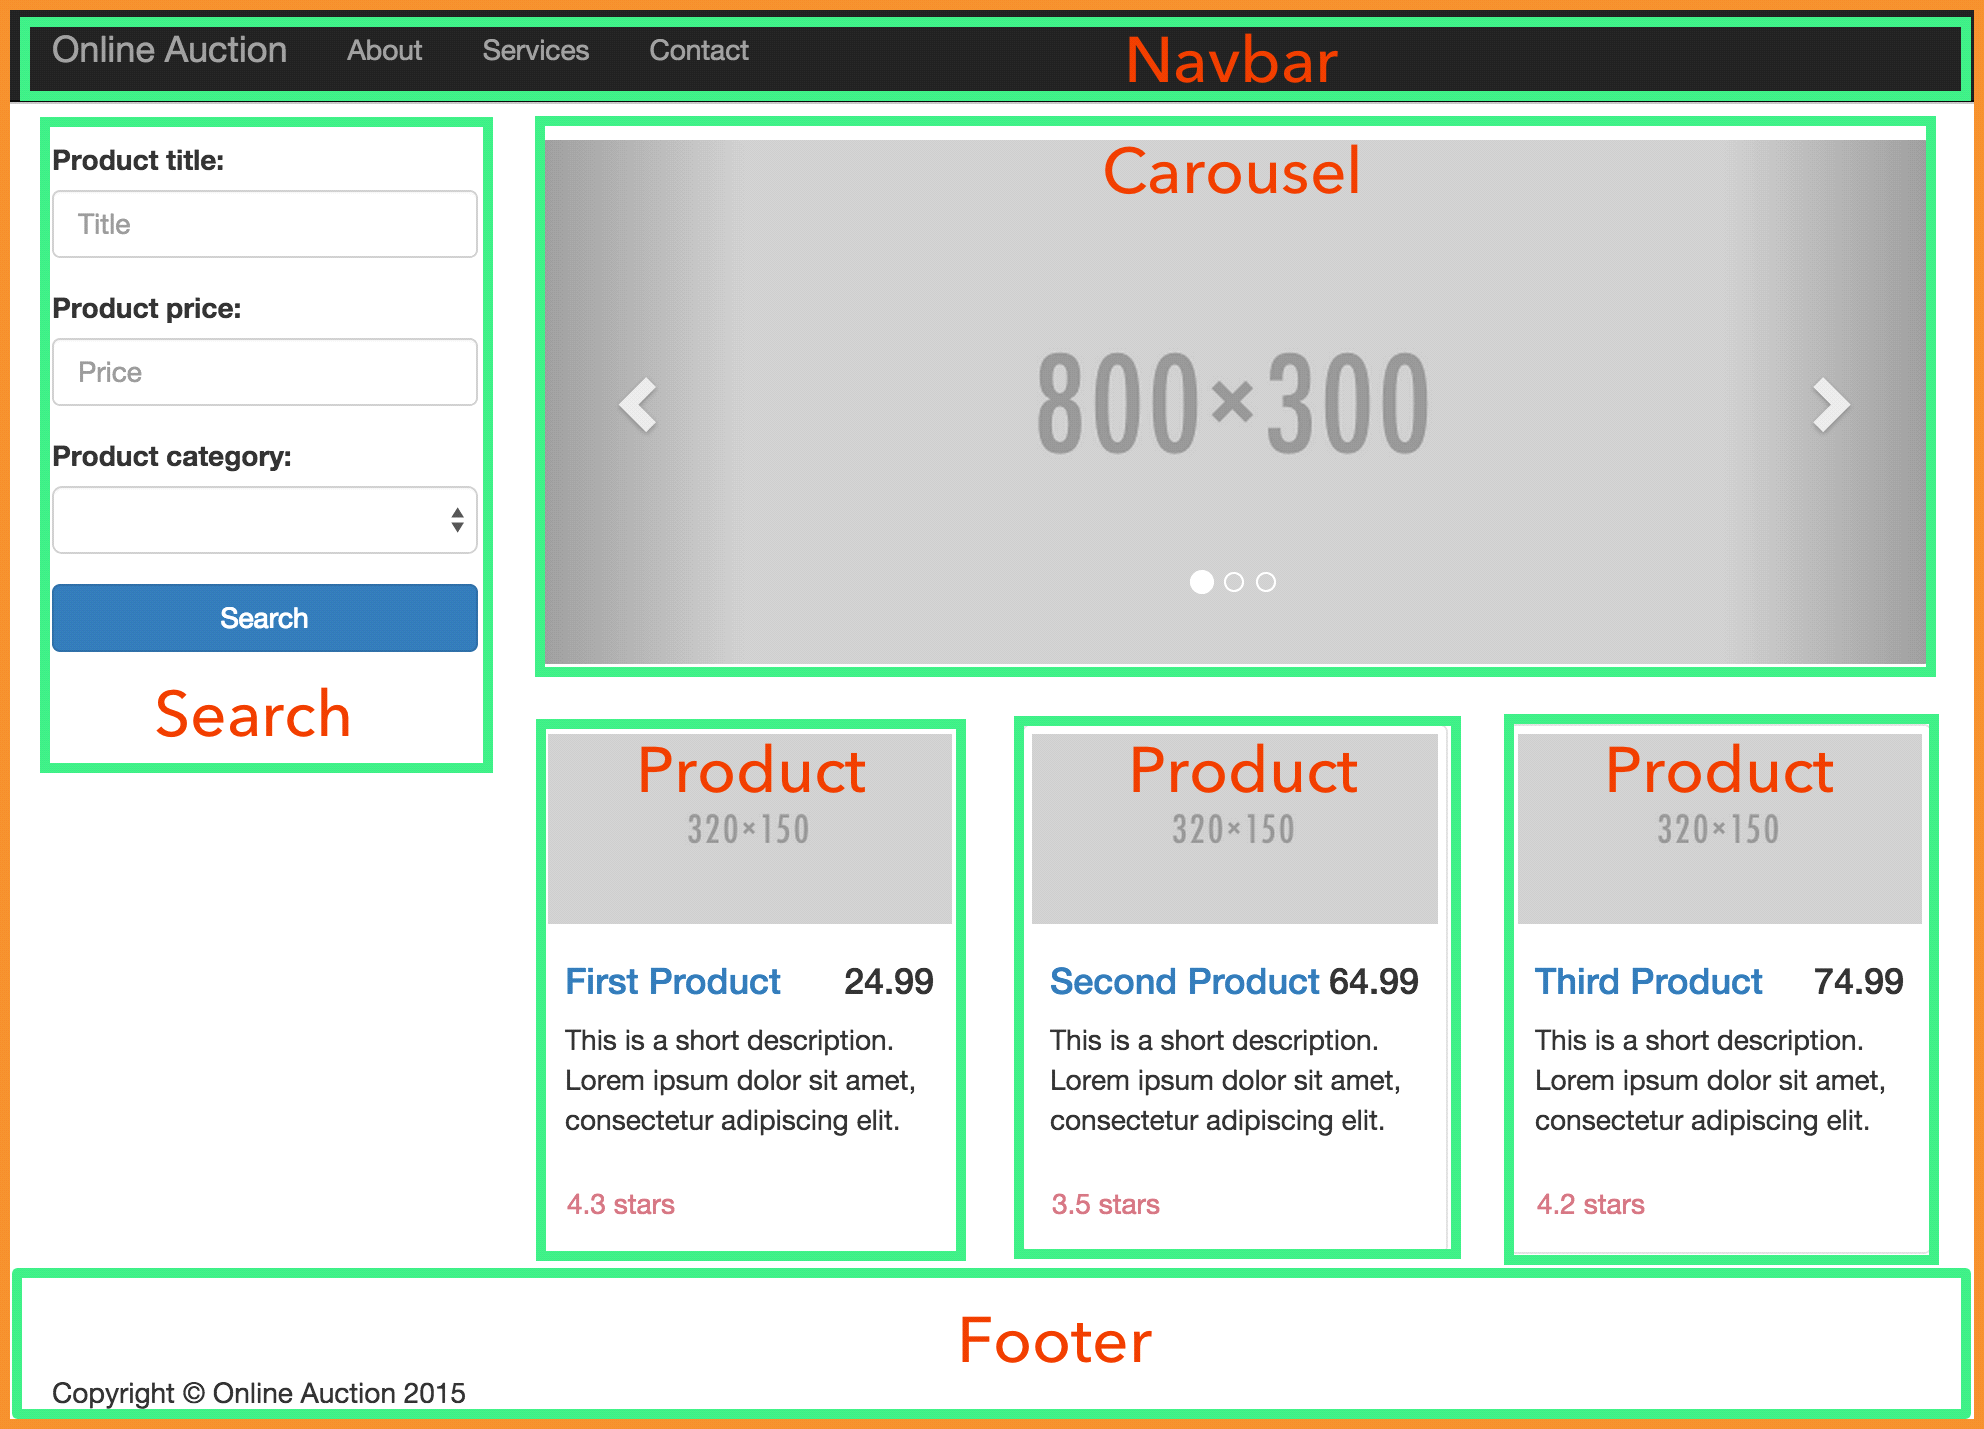 Online Auction About Services Contact Navbar
Product title:
Title
Product price:
Price
Product category:
Search
Search
Carousel
800×300
Product
320×150
First Product 24.99
This is a short description.
Lorem ipsum dolor sit amet,
consectetur adipiscing elit.
4.3 stars
Product
320×150
Second Product 64.99
This is a short description.
Lorem ipsum dolor sit amet,
consectetur adipiscing elit.
3.5 stars
Product
320×150
Third Product 74.99
This is a short description.
Lorem ipsum dolor sit amet,
consectetur adipiscing elit.
4.2 stars
Footer
Copyright © Online Auction 2015